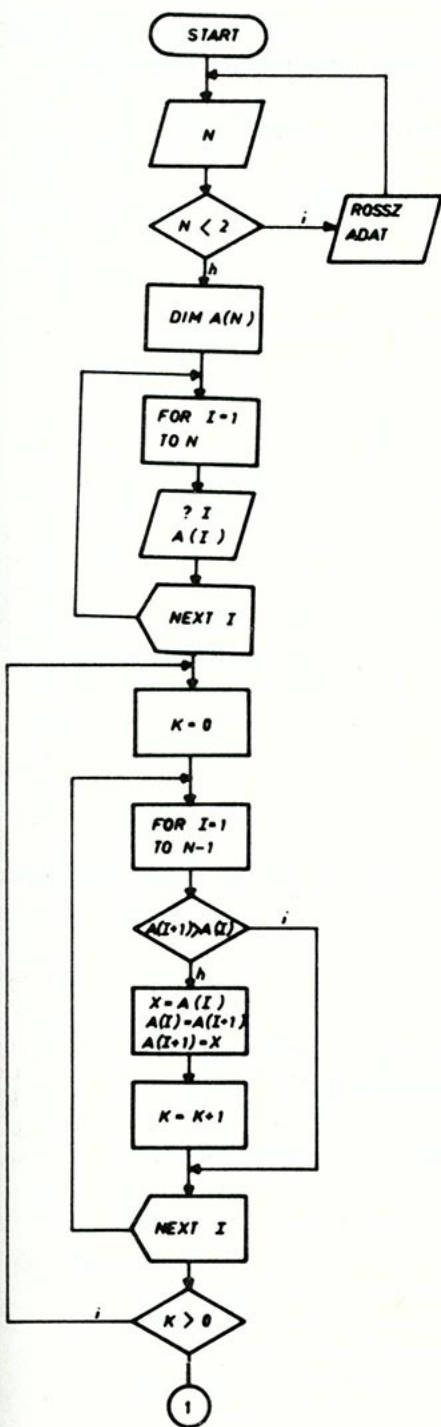 START
N
N < 2
i
ROSSZ
ADAT
h
DIM A(N)
FOR I=1
TO N
? I
A(I)
NEXT I
K=0
FOR I=1
TO N-1
A(I+1)≥A(I)
i
h
X=A(I)
A(I)=A(I+1)
A(I+1)=X
K=K+1
NEXT I
i
K > 0
1